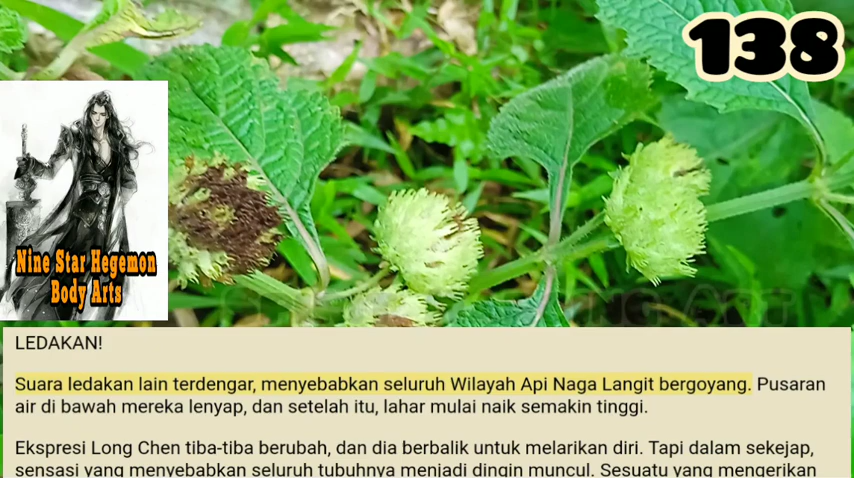 138
Nine Star Hegemon
Body Arts
LEDAKAN!
Suara ledakan lain terdengar, menyebabkan seluruh Wilayah Api Naga Langit bergoyang. Pusaran
air di bawah mereka lenyap, dan setelah itu, lahar mulai naik semakin tinggi.
Ekspresi Long Chen tiba-tiba berubah, dan dia berbalik untuk melarikan diri. Tapi dalam sekejap,
sensasi yang menyebabkan seluruh tubuhnya menjadi dingin muncul. Sesuatu yang mengerikan